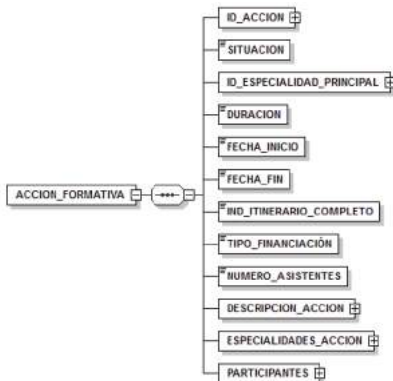 ID_ACCION
SITUACION
ID_ESPECIALIDAD_PRINCIPAL
DURACION
FECHA_INICIO
FECHA_FIN
ACCION_FORMATIVA
IND_ITINERARIO_COMPLETO
TIPO_FINANCIACIÓN
NUMERO_ASISTENTES
DESCRIPCION_ACCION
ESPECIALIDADES_ACCION
PARTICIPANTES